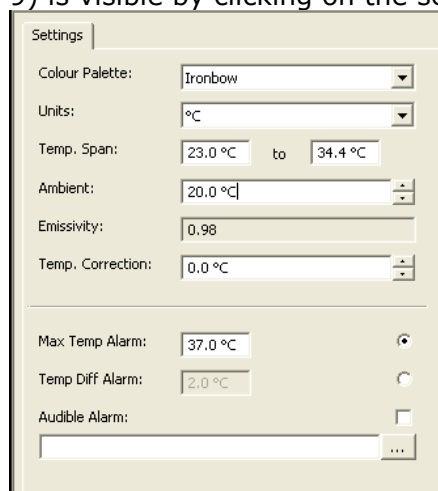 9) is visible by clicking on the se
Settings
Colour Palette: Ironbow
Units: °C
Temp. Span: 23.0 °C to 34.4 °C
Ambient: 20.0 °C
Emissivity: 0.98
Temp. Correction: 0.0 °C
Max Temp Alarm: 37.0 °C
Temp Diff Alarm: 2.0 °C
Audible Alarm:
...